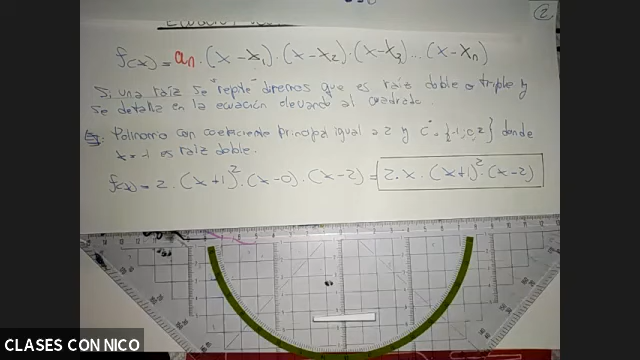 ②
f(x) = an · (x - x₁) · (x - x₂) · (x - x₃) ... (x - xn)
Si una raíz se "repite" diremos que es raíz doble o triple y
se detalla en la ecuación elevando al cuadrado.
Ej: Polinomio con coeficiente principal igual a 2 y C° = {-1; 0; 2} donde
x = -1 es raíz doble.
f(x) = 2 · (x+1)² · (x-0) · (x-2) = 2 · x · (x+1)² · (x-2)
CLASES CON NICO